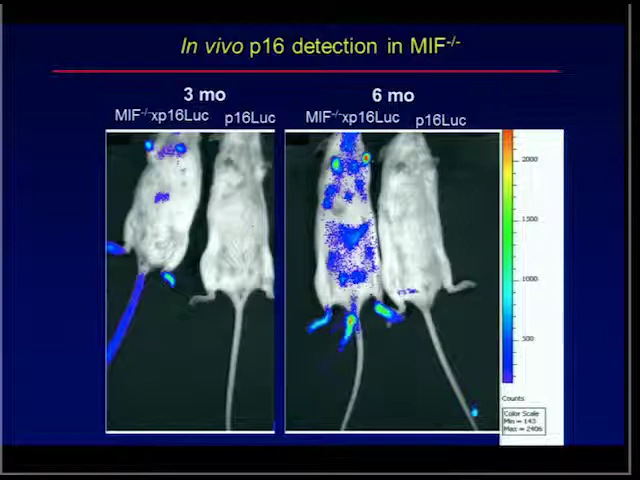 In vivo p16 detection in MIF-/-
3 mo
6 mo
MIF-/-xp16Luc p16Luc
MIF-/-xp16Luc p16Luc
2000
1500
1000
500
Counts
Color Scale
Min = 143
Max = 2406